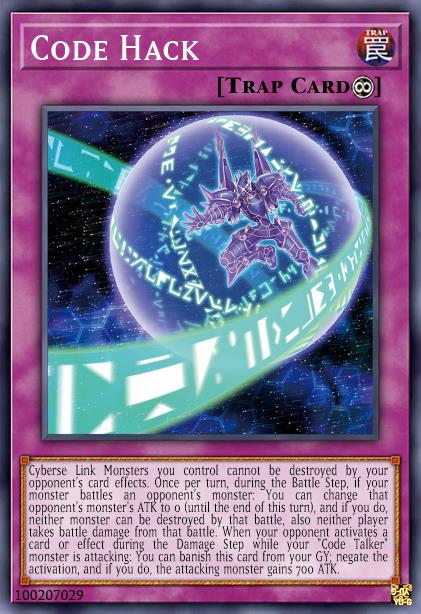 Code Hack
TRAP
罠
[Trap Card]
Cyberse Link Monsters you control cannot be destroyed by your
opponent's card effects. Once per turn, during the Battle Step, if your
monster battles an opponent's monster: You can change that
opponent's monster's ATK to 0 (until the end of this turn), and if you do,
neither monster can be destroyed by that battle, also neither player
takes battle damage from that battle. When your opponent activates a
card or effect during the Damage Step while your "Code Talker"
monster is attacking: You can banish this card from your GY; negate the
activation, and if you do, the attacking monster gains 700 ATK.
100207029